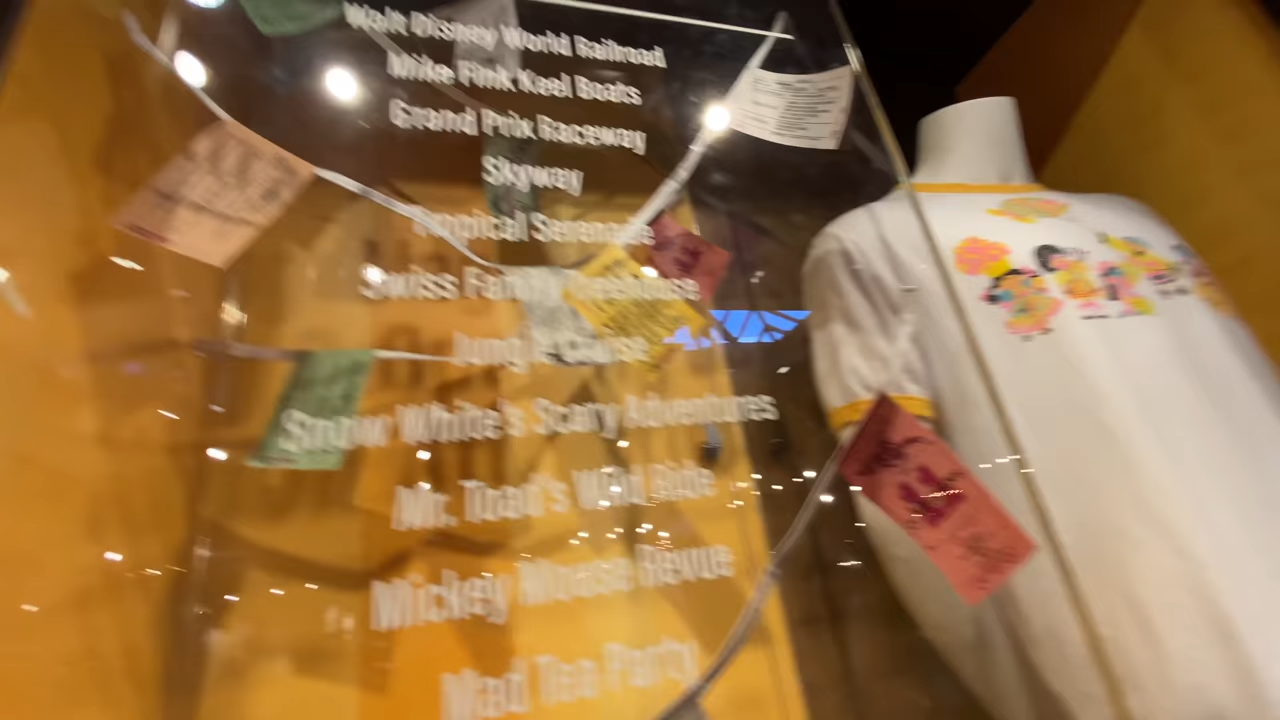 Walt Disney World Railroad
Mike Fink Keel Boats
Grand Prix Raceway
Skyway
Tropical Serenade
Swiss Family Treehouse
Jungle Cruise
Snow White's Scary Adventures
Mr. Toad's Wild Ride
Mickey Mouse Revue
Mad Tea Party